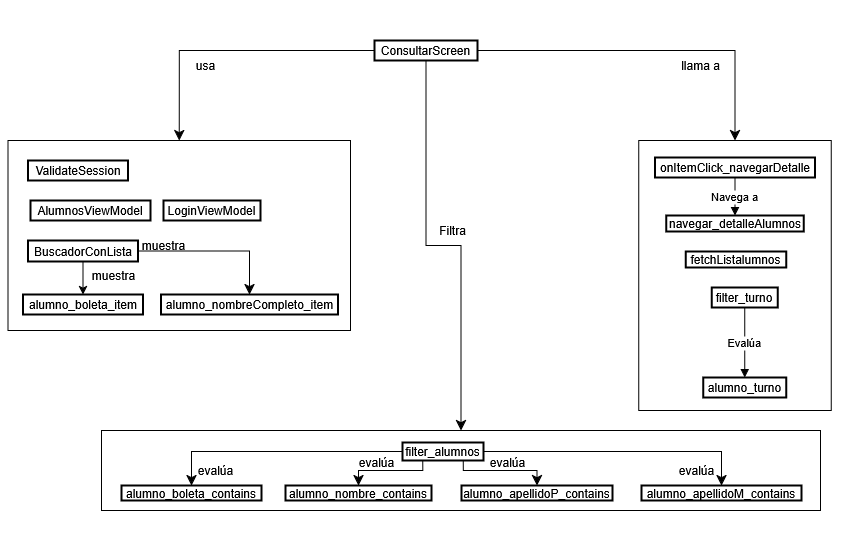 ConsultarScreen
usa
llama a
ValidateSession
AlumnosViewModel
LoginViewModel
BuscadorConLista
muestra
muestra
alumno_boleta_item
alumno_nombreCompleto_item
Filtra
onItemClick_navegarDetalle
Navega a
navegar_detalleAlumnos
fetchListalumnos
filter_turno
Evalúa
alumno_turno
filter_alumnos
evalúa
evalúa
evalúa
evalúa
alumno_boleta_contains
alumno_nombre_contains
alumno_apellidoP_contains
alumno_apellidoM_contains